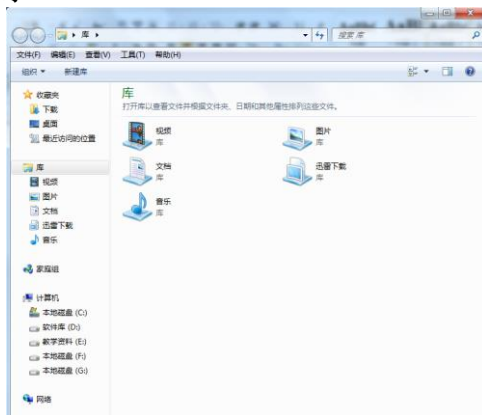 库
搜索 库
文件(F) 编辑(E) 查看(V) 工具(T) 帮助(H)
组织 新建库
收藏夹
下载
桌面
最近访问的位置
库
视频
图片
文档
迅雷下载
音乐
家庭组
计算机
本地磁盘 (C:)
软件库 (D:)
教学资料 (E:)
本地磁盘 (F:)
本地磁盘 (G:)
网络
库
打开库以查看文件并根据文件夹、日期和其他属性排列这些文件。
视频
库
图片
库
文档
库
迅雷下载
库
音乐
库